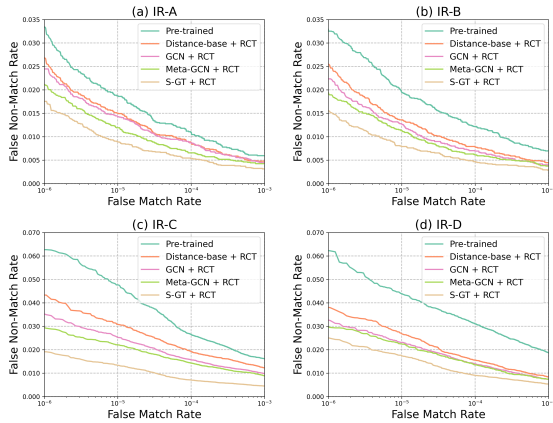 (a) IR-A
0.035
0.030
0.025
0.020
0.015
0.010
0.005
0.000
False Non-Match Rate
Pre-trained
Distance-base + RCT
GCN + RCT
Meta-GCN + RCT
S-GT + RCT
10⁻⁶
10⁻⁵
10⁻⁴
10⁻³
False Match Rate
(b) IR-B
0.035
0.030
0.025
0.020
0.015
0.010
0.005
0.000
False Non-Match Rate
Pre-trained
Distance-base + RCT
GCN + RCT
Meta-GCN + RCT
S-GT + RCT
10⁻⁶
10⁻⁵
10⁻⁴
False Match Rate
(c) IR-C
0.070
0.060
0.050
0.040
0.030
0.020
0.010
0.000
False Non-Match Rate
Pre-trained
Distance-base + RCT
GCN + RCT
Meta-GCN + RCT
S-GT + RCT
10⁻⁶
10⁻⁵
10⁻⁴
10⁻³
False Match Rate
(d) IR-D
0.070
0.060
0.050
0.040
0.030
0.020
0.010
0.000
False Non-Match Rate
Pre-trained
Distance-base + RCT
GCN + RCT
Meta-GCN + RCT
S-GT + RCT
10⁻⁶
10⁻⁵
10⁻⁴
False Match Rate